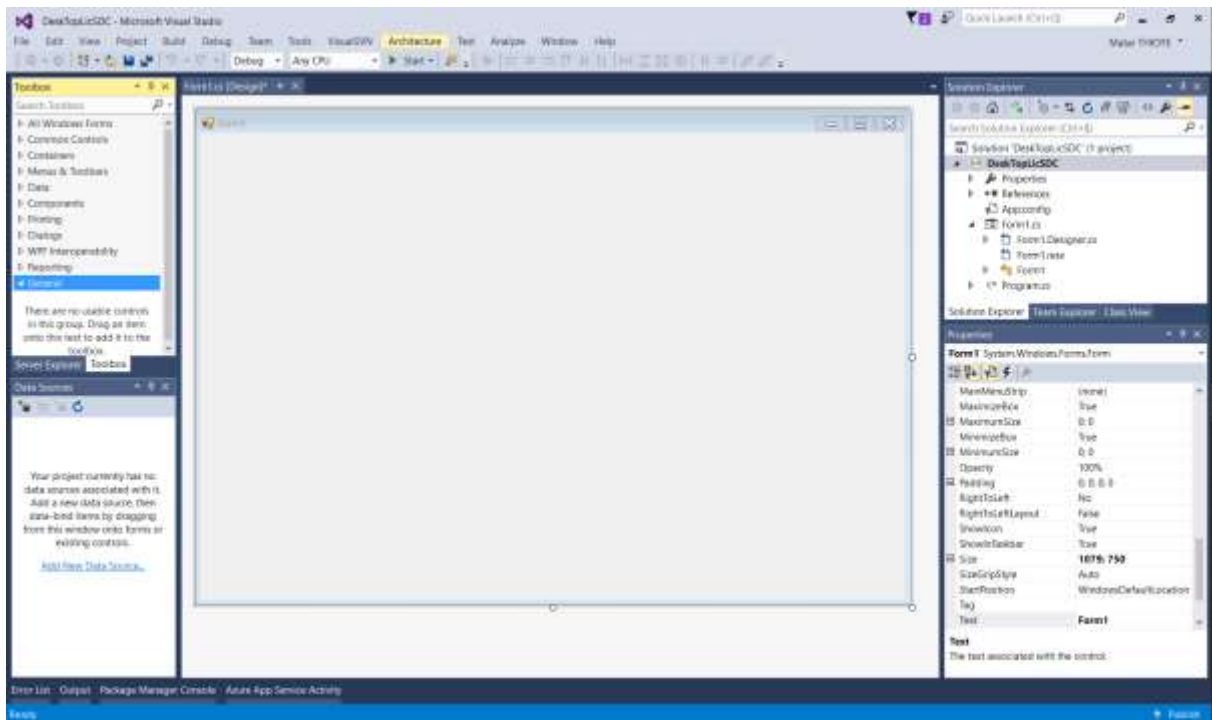 DeskTopLicSDC - Microsoft Visual Studio
Quick Launch (Ctrl+Q)
File Edit View Project Build Debug Team Tools VisualSVN Architecture Test Analyze Window Help
Debug Any CPU Start
Toolbox
Search Toolbox
All Windows Forms
Common Controls
Containers
Menus & Toolbars
Data
Components
Printing
Dialogs
WPF Interoperability
Reporting
General
There are no usable controls
in this group. Drag an item
onto this text to add it to the
toolbox.
Server Explorer Toolbox
Data Sources
Your project currently has no
data sources associated with it.
Add a new data source, then
data-bind items by dragging
from this window onto forms or
existing controls.
Add New Data Source...
Form1.cs [Design]*
Form1
Solution Explorer
Search Solution Explorer (Ctrl+$)
Solution 'DeskTopLicSDC' (1 project)
DeskTopLicSDC
Properties
References
App.config
Form1.cs
Form1.Designer.cs
Form1.resx
Form1
Program.cs
Solution Explorer Team Explorer Class View
Properties
Form1 System.Windows.Forms.Form
MainMenuStrip (none)
MaximizeBox True
MaximumSize 0; 0
MinimizeBox True
MinimumSize 0; 0
Opacity 100%
Padding 0; 0; 0; 0
RightToLeft No
RightToLeftLayout False
ShowIcon True
ShowInTaskbar True
Size 1079; 750
SizeGripStyle Auto
StartPosition WindowsDefaultLocation
Tag
Text Form1
Text
The text associated with the control.
Error List Output Package Manager Console Azure App Service Activity
Ready Publish